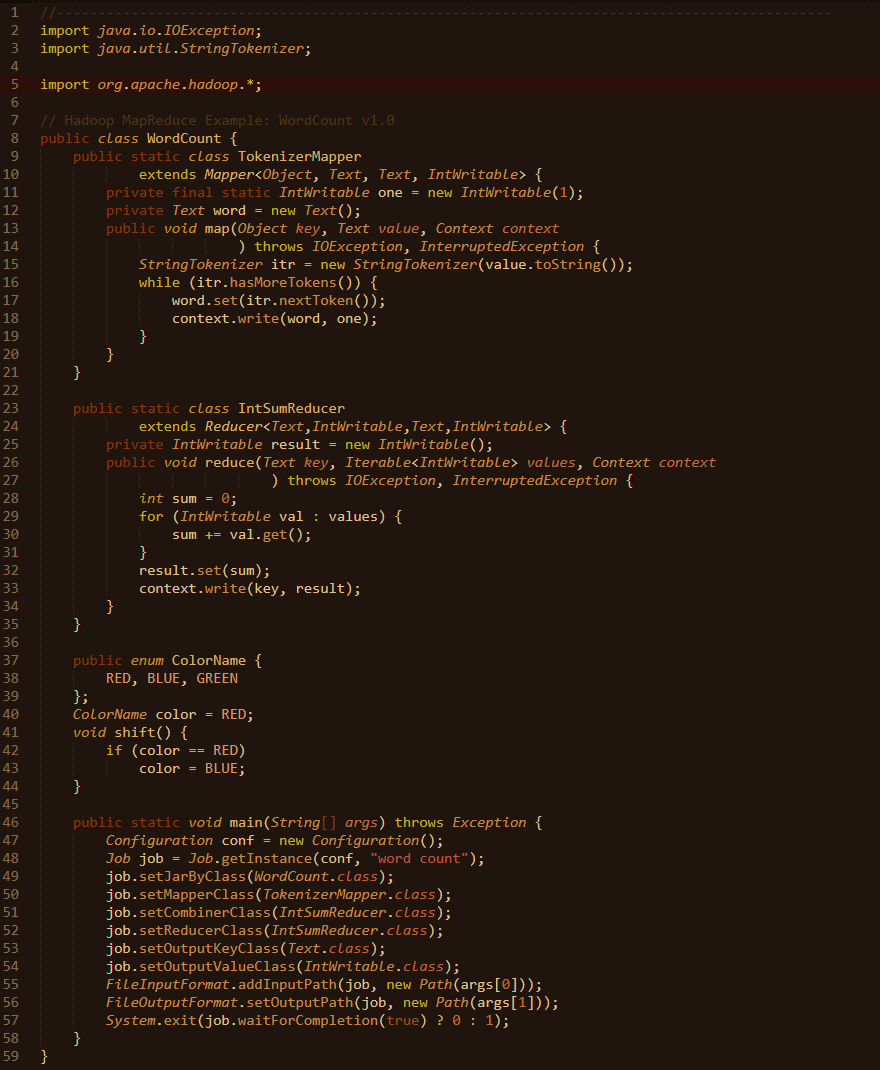 1 //----------------------------------------------------------------------------------------------
2 import java.io.IOException;
3 import java.util.StringTokenizer;
4
5 import org.apache.hadoop.*;
6
7 // Hadoop MapReduce Example: WordCount v1.0
8 public class WordCount {
9     public static class TokenizerMapper
10             extends Mapper<Object, Text, Text, IntWritable> {
11         private final static IntWritable one = new IntWritable(1);
12         private Text word = new Text();
13         public void map(Object key, Text value, Context context
14                         ) throws IOException, InterruptedException {
15             StringTokenizer itr = new StringTokenizer(value.toString());
16             while (itr.hasMoreTokens()) {
17                 word.set(itr.nextToken());
18                 context.write(word, one);
19             }
20         }
21     }
22
23     public static class IntSumReducer
24             extends Reducer<Text,IntWritable,Text,IntWritable> {
25         private IntWritable result = new IntWritable();
26         public void reduce(Text key, Iterable<IntWritable> values, Context context
27                             ) throws IOException, InterruptedException {
28             int sum = 0;
29             for (IntWritable val : values) {
30                 sum += val.get();
31             }
32             result.set(sum);
33             context.write(key, result);
34         }
35     }
36
37     public enum ColorName {
38         RED, BLUE, GREEN
39     };
40     ColorName color = RED;
41     void shift() {
42         if (color == RED)
43             color = BLUE;
44     }
45
46     public static void main(String[] args) throws Exception {
47         Configuration conf = new Configuration();
48         Job job = Job.getInstance(conf, "word count");
49         job.setJarByClass(WordCount.class);
50         job.setMapperClass(TokenizerMapper.class);
51         job.setCombinerClass(IntSumReducer.class);
52         job.setReducerClass(IntSumReducer.class);
53         job.setOutputKeyClass(Text.class);
54         job.setOutputValueClass(IntWritable.class);
55         FileInputFormat.addInputPath(job, new Path(args[0]));
56         FileOutputFormat.setOutputPath(job, new Path(args[1]));
57         System.exit(job.waitForCompletion(true) ? 0 : 1);
58     }
59 }